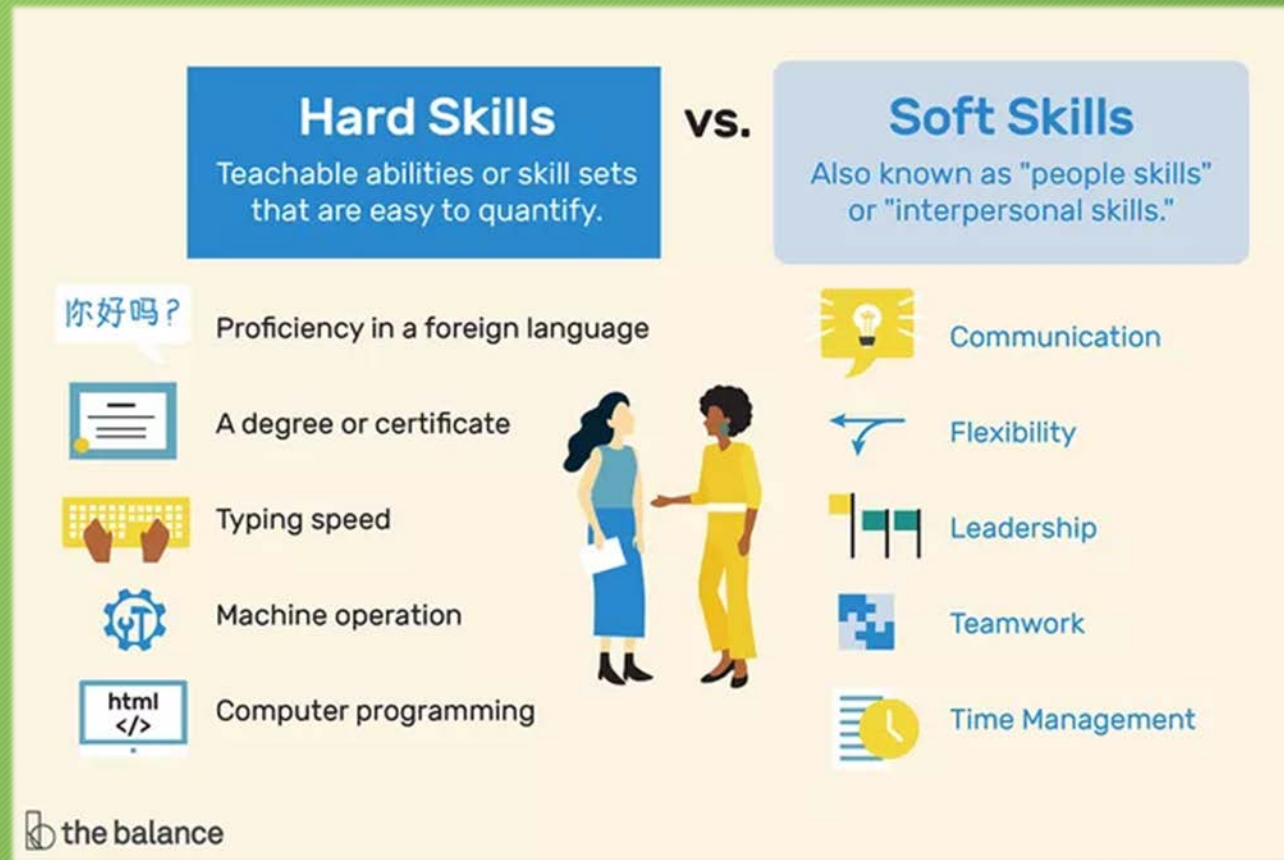 Hard Skills
Teachable abilities or skill sets
that are easy to quantify.
vs.
Soft Skills
Also known as "people skills"
or "interpersonal skills."
你好吗?
Proficiency in a foreign language
A degree or certificate
Typing speed
Machine operation
html
</>
Computer programming
Communication
Flexibility
Leadership
Teamwork
Time Management
the balance